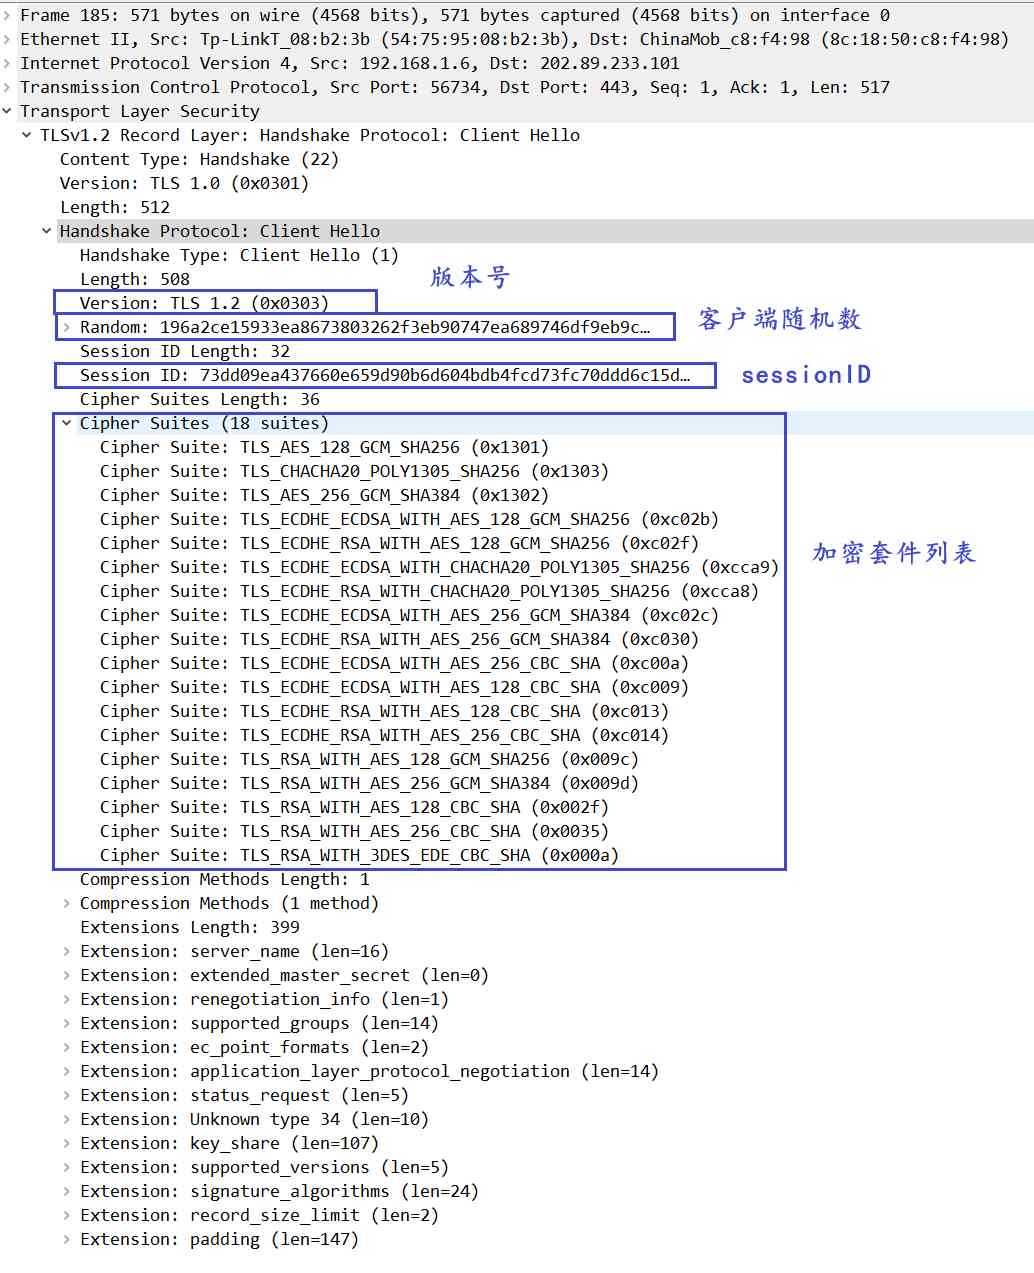 Frame 185: 571 bytes on wire (4568 bits), 571 bytes captured (4568 bits) on interface 0
Ethernet II, Src: Tp-LinkT_08:b2:3b (54:75:95:08:b2:3b), Dst: ChinaMob_c8:f4:98 (8c:18:50:c8:f4:98)
Internet Protocol Version 4, Src: 192.168.1.6, Dst: 202.89.233.101
Transmission Control Protocol, Src Port: 56734, Dst Port: 443, Seq: 1, Ack: 1, Len: 517
Transport Layer Security
TLSv1.2 Record Layer: Handshake Protocol: Client Hello
Content Type: Handshake (22)
Version: TLS 1.0 (0x0301)
Length: 512
Handshake Protocol: Client Hello
Handshake Type: Client Hello (1)
Length: 508
版本号
Version: TLS 1.2 (0x0303)
Random: 196a2ce15933ea8673803262f3eb90747ea689746df9eb9c…
客户端随机数
Session ID Length: 32
Session ID: 73dd09ea437660e659d90b6d604bdb4fcd73fc70ddd6c15d…
sessionID
Cipher Suites Length: 36
Cipher Suites (18 suites)
Cipher Suite: TLS_AES_128_GCM_SHA256 (0x1301)
Cipher Suite: TLS_CHACHA20_POLY1305_SHA256 (0x1303)
Cipher Suite: TLS_AES_256_GCM_SHA384 (0x1302)
Cipher Suite: TLS_ECDHE_ECDSA_WITH_AES_128_GCM_SHA256 (0xc02b)
Cipher Suite: TLS_ECDHE_RSA_WITH_AES_128_GCM_SHA256 (0xc02f)
加密套件列表
Cipher Suite: TLS_ECDHE_ECDSA_WITH_CHACHA20_POLY1305_SHA256 (0xcca9)
Cipher Suite: TLS_ECDHE_RSA_WITH_CHACHA20_POLY1305_SHA256 (0xcca8)
Cipher Suite: TLS_ECDHE_ECDSA_WITH_AES_256_GCM_SHA384 (0xc02c)
Cipher Suite: TLS_ECDHE_RSA_WITH_AES_256_GCM_SHA384 (0xc030)
Cipher Suite: TLS_ECDHE_ECDSA_WITH_AES_256_CBC_SHA (0xc00a)
Cipher Suite: TLS_ECDHE_ECDSA_WITH_AES_128_CBC_SHA (0xc009)
Cipher Suite: TLS_ECDHE_RSA_WITH_AES_128_CBC_SHA (0xc013)
Cipher Suite: TLS_ECDHE_RSA_WITH_AES_256_CBC_SHA (0xc014)
Cipher Suite: TLS_RSA_WITH_AES_128_GCM_SHA256 (0x009c)
Cipher Suite: TLS_RSA_WITH_AES_256_GCM_SHA384 (0x009d)
Cipher Suite: TLS_RSA_WITH_AES_128_CBC_SHA (0x002f)
Cipher Suite: TLS_RSA_WITH_AES_256_CBC_SHA (0x0035)
Cipher Suite: TLS_RSA_WITH_3DES_EDE_CBC_SHA (0x000a)
Compression Methods Length: 1
Compression Methods (1 method)
Extensions Length: 399
Extension: server_name (len=16)
Extension: extended_master_secret (len=0)
Extension: renegotiation_info (len=1)
Extension: supported_groups (len=14)
Extension: ec_point_formats (len=2)
Extension: application_layer_protocol_negotiation (len=14)
Extension: status_request (len=5)
Extension: Unknown type 34 (len=10)
Extension: key_share (len=107)
Extension: supported_versions (len=5)
Extension: signature_algorithms (len=24)
Extension: record_size_limit (len=2)
Extension: padding (len=147)